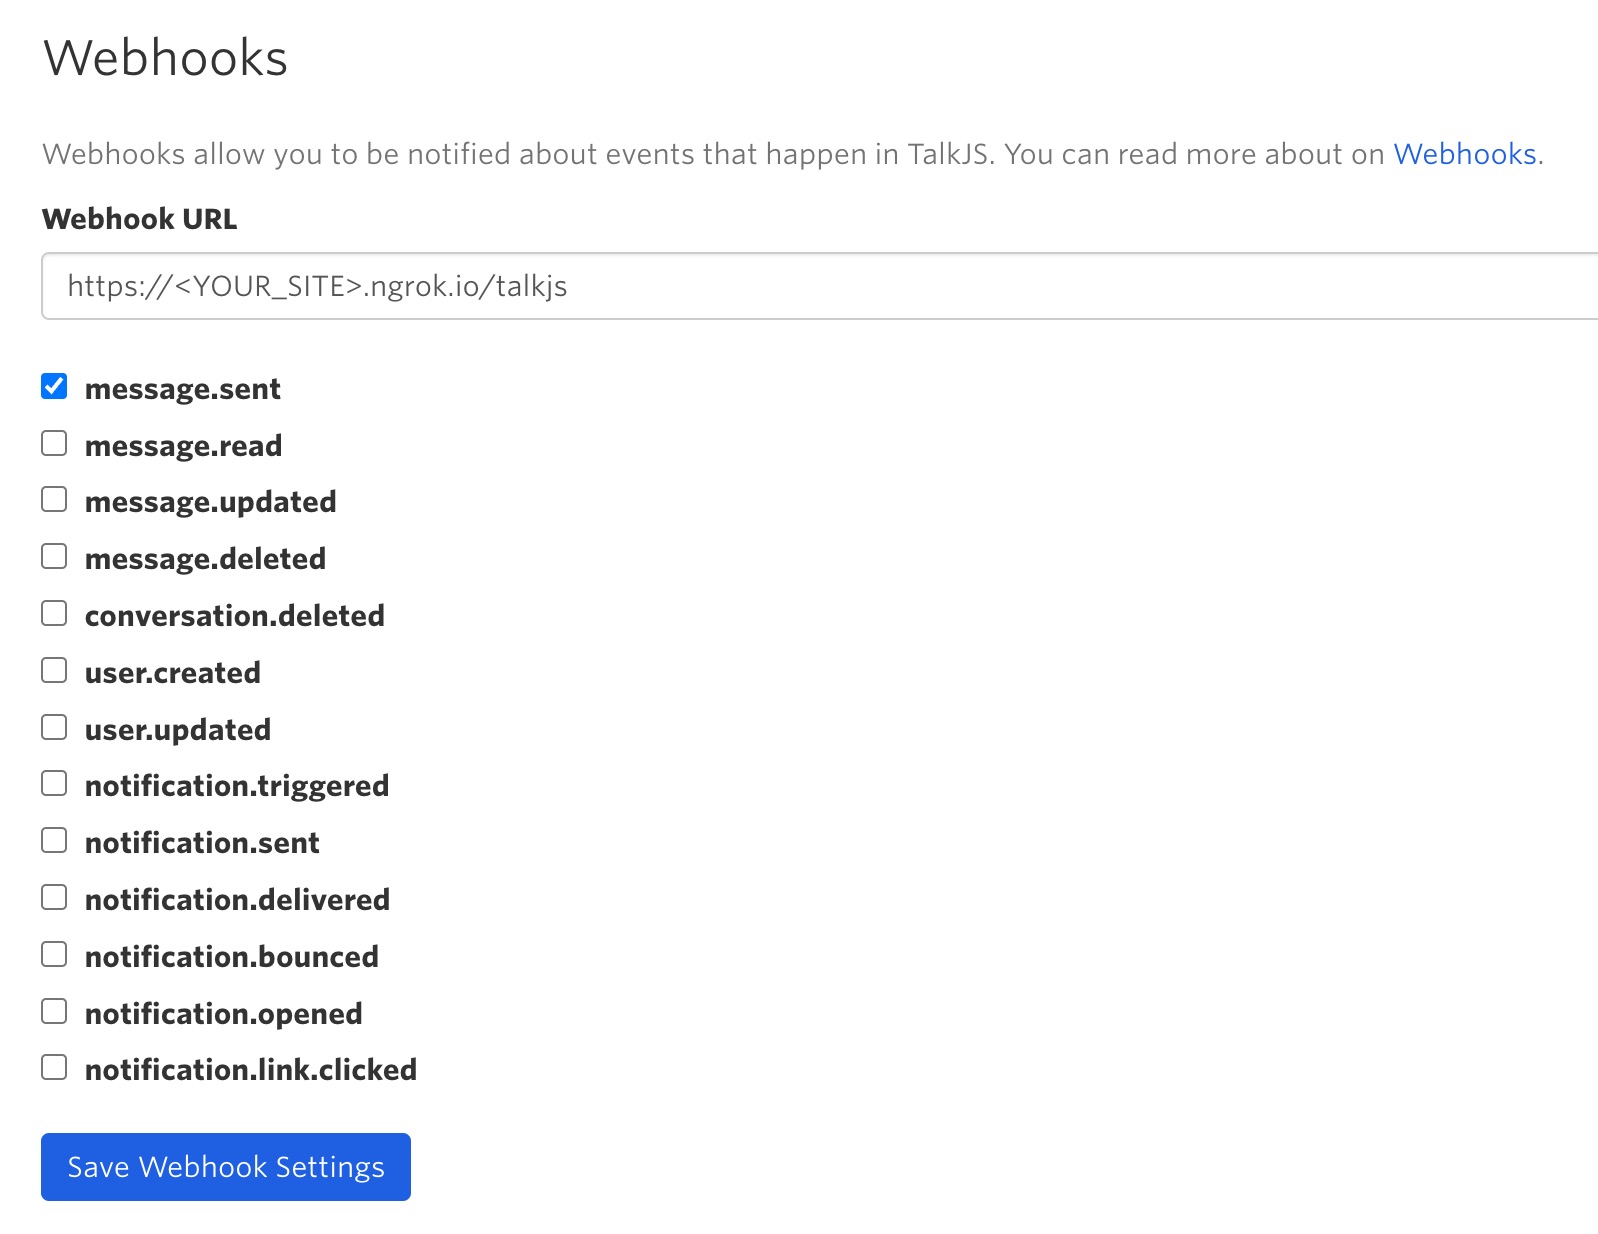 Webhooks
Webhooks allow you to be notified about events that happen in TalkJS. You can read more about on Webhooks.
Webhook URL
https://<YOUR_SITE>.ngrok.io/talkjs
message.sent
message.read
message.updated
message.deleted
conversation.deleted
user.created
user.updated
notification.triggered
notification.sent
notification.delivered
notification.bounced
notification.opened
notification.link.clicked
Save Webhook Settings